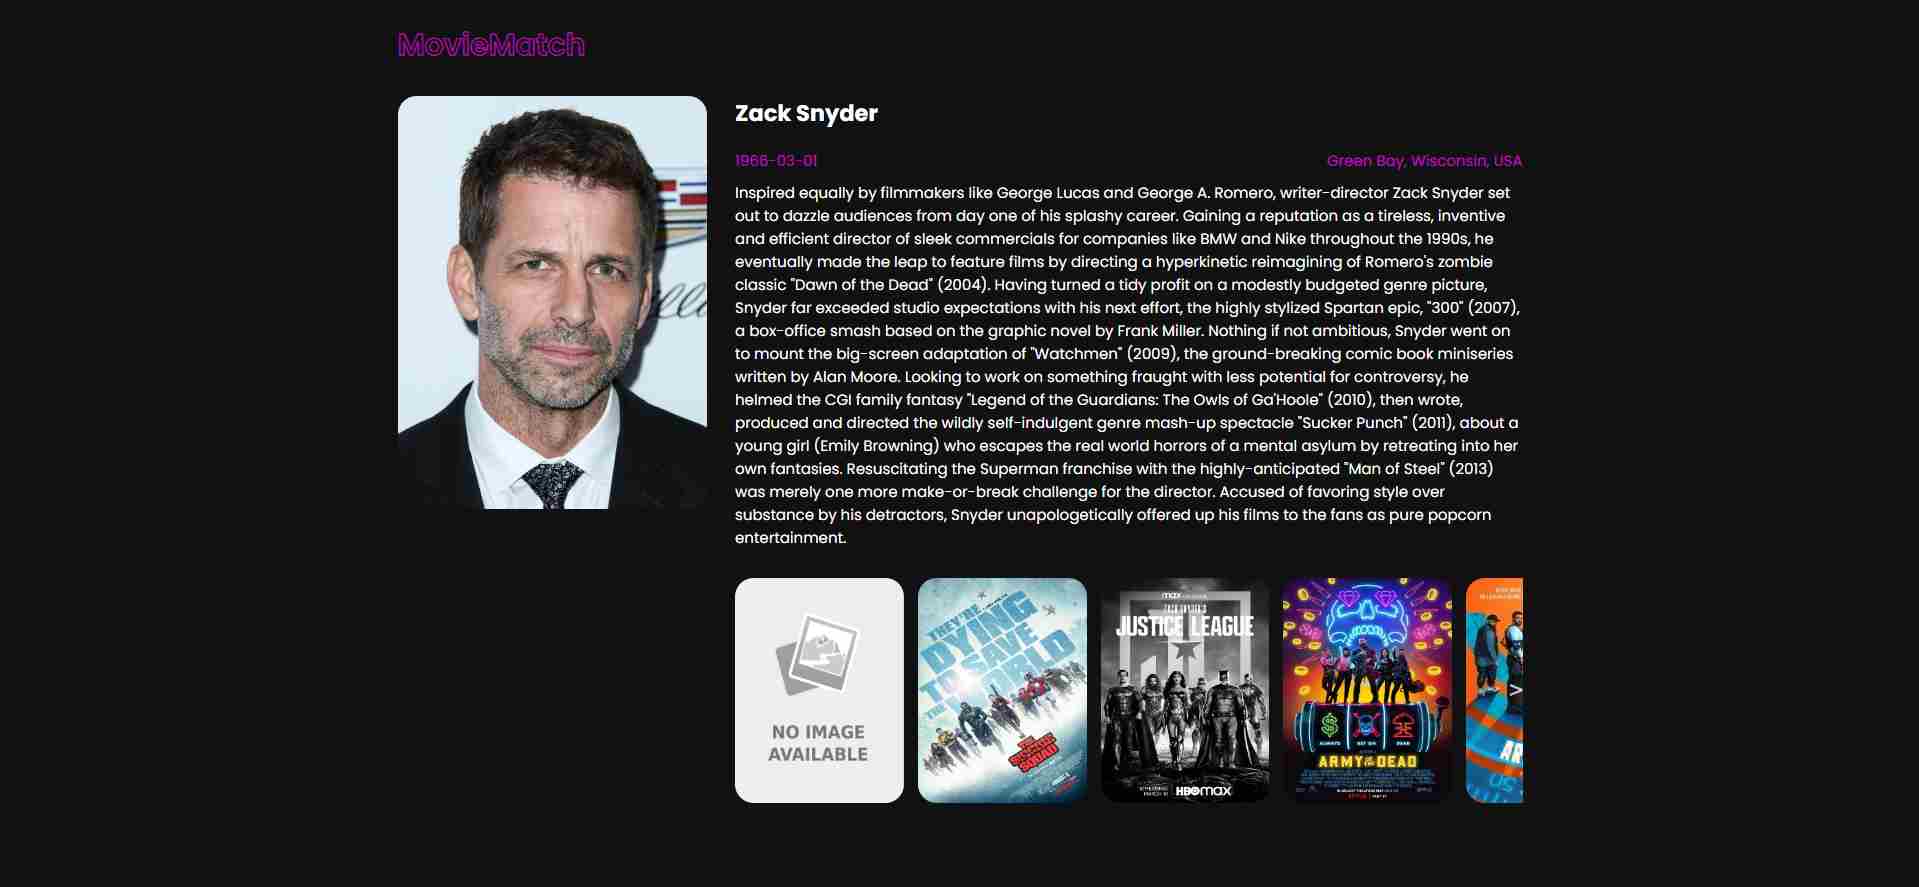 MovieMatch
Zack Snyder
1966-03-01
Green Bay, Wisconsin, USA
Inspired equally by filmmakers like George Lucas and George A. Romero, writer-director Zack Snyder set
out to dazzle audiences from day one of his splashy career. Gaining a reputation as a tireless, inventive
and efficient director of sleek commercials for companies like BMW and Nike throughout the 1990s, he
eventually made the leap to feature films by directing a hyperkinetic reimagining of Romero's zombie
classic "Dawn of the Dead" (2004). Having turned a tidy profit on a modestly budgeted genre picture,
Snyder far exceeded studio expectations with his next effort, the highly stylized Spartan epic, "300" (2007),
a box-office smash based on the graphic novel by Frank Miller. Nothing if not ambitious, Snyder went on
to mount the big-screen adaptation of "Watchmen" (2009), the ground-breaking comic book miniseries
written by Alan Moore. Looking to work on something fraught with less potential for controversy, he
helmed the CGI family fantasy "Legend of the Guardians: The Owls of Ga'Hoole" (2010), then wrote,
produced and directed the wildly self-indulgent genre mash-up spectacle "Sucker Punch" (2011), about a
young girl (Emily Browning) who escapes the real world horrors of a mental asylum by retreating into her
own fantasies. Resuscitating the Superman franchise with the highly-anticipated "Man of Steel" (2013)
was merely one more make-or-break challenge for the director. Accused of favoring style over
substance by his detractors, Snyder unapologetically offered up his films to the fans as pure popcorn
entertainment.
NO IMAGE
AVAILABLE
THEY'RE
DYING
TO SAVE
THE WORLD
THE
SUICIDE
SQUAD
max
ZACK SNYDER'S
JUSTICE LEAGUE
HBOmax
ALWAYS
BET ON
DEAD
ARMY OF THE DEAD
>